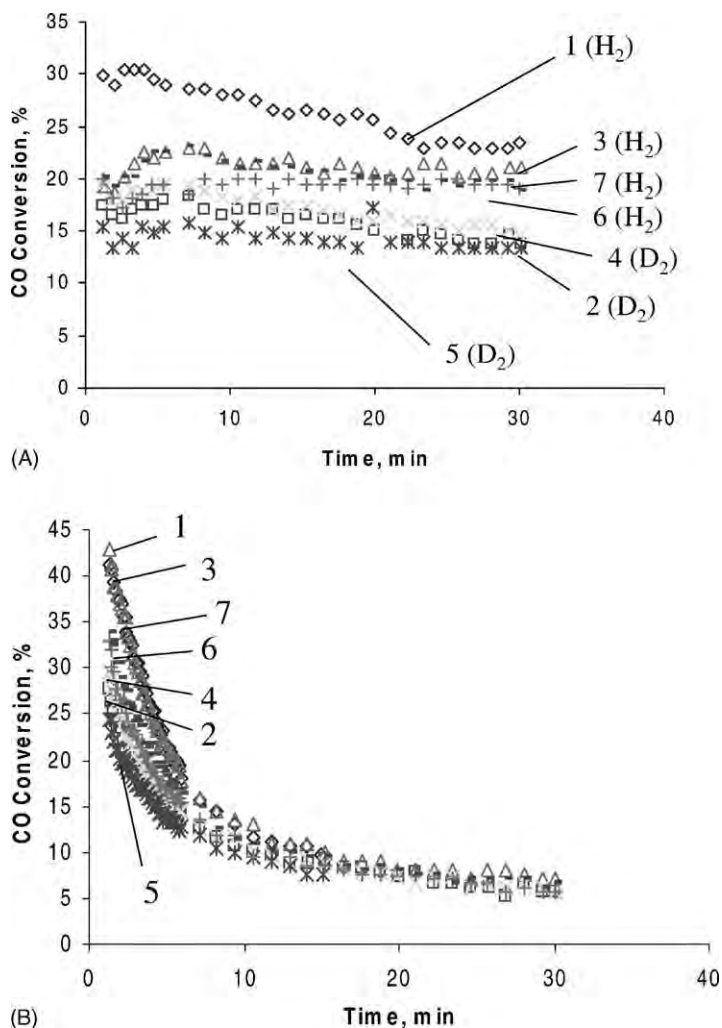 35
30
25
20
15
10
5
0
CO Conversion, %
1 (H2)
3 (H2)
7 (H2)
6 (H2)
4 (D2)
2 (D2)
5 (D2)
0 10 20 30 40
Time, min
(A)
45
40
35
30
25
20
15
10
5
0
CO Conversion, %
1
3
7
6
4
2
5
0 10 20 30 40
Time, min
(B)